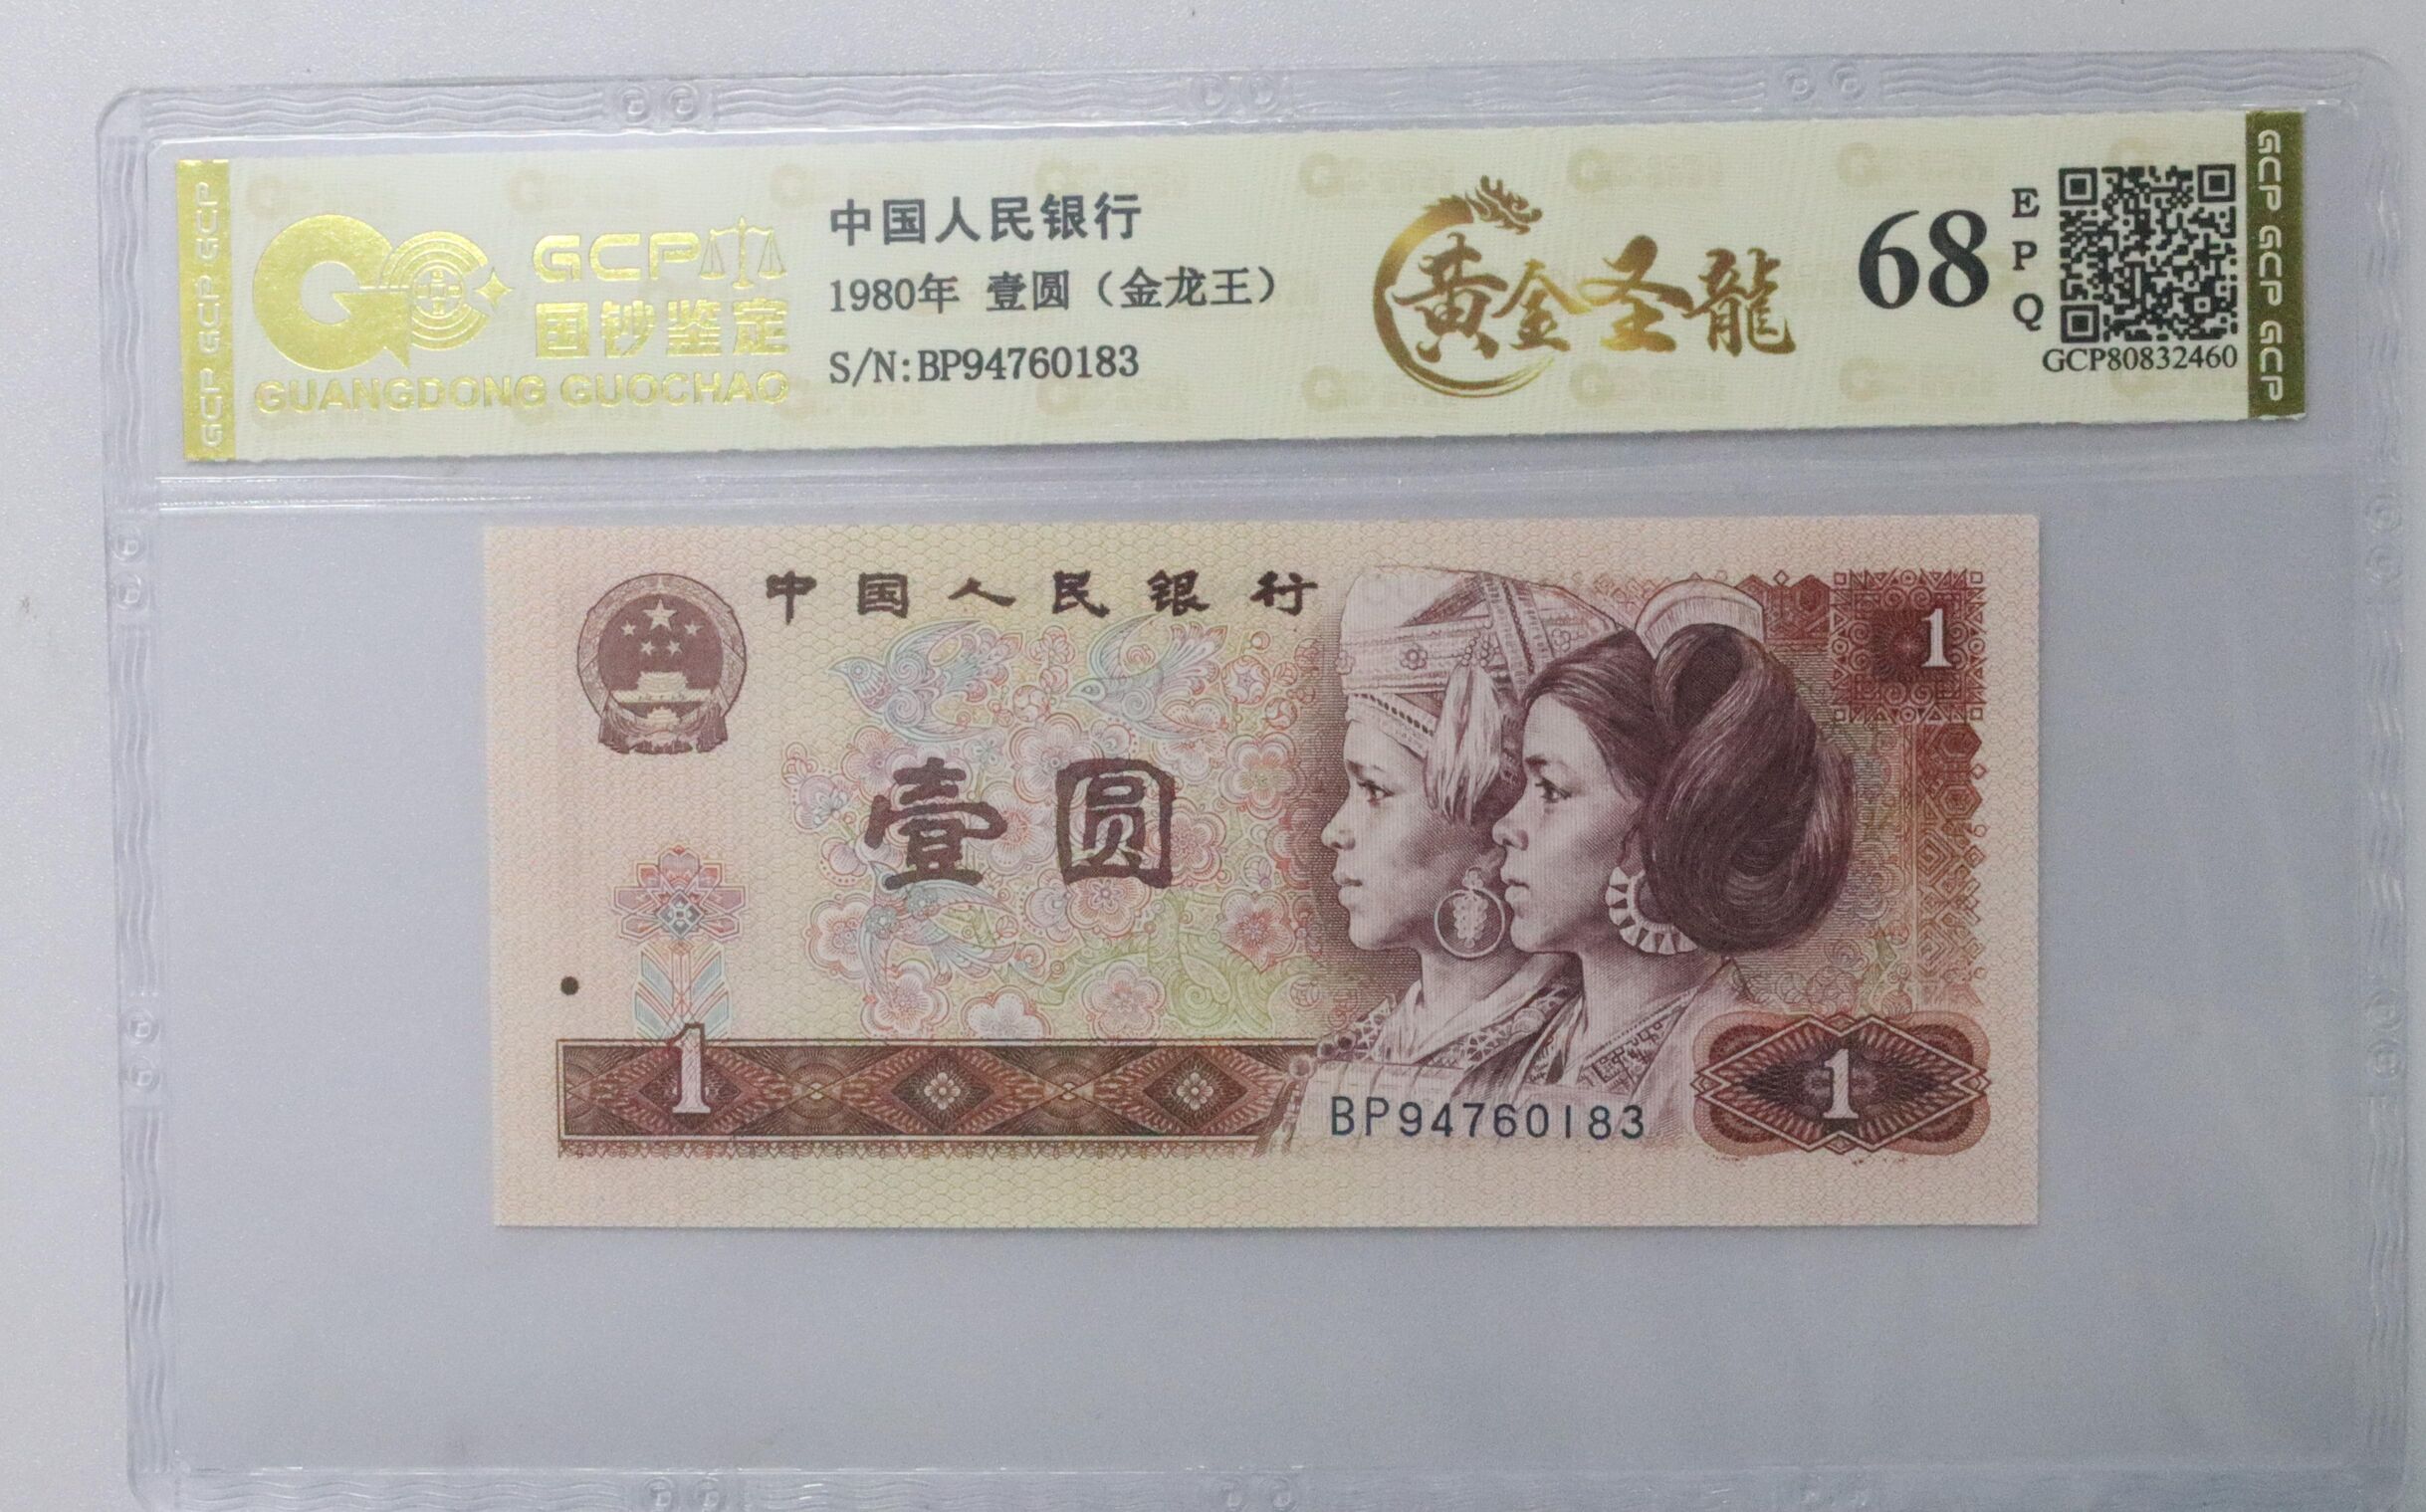 GCP
国钞鉴定
GUANGDONG GUOCHAO
中国人民银行
1980年 壹圆（金龙王）
S/N:BP94760183
黄金圣龍
68
EPQ
GCP80832460
GCP GCP GCP
GCP GCP GCP
中国人民银行
1
壹圆
1
BP94760183
1